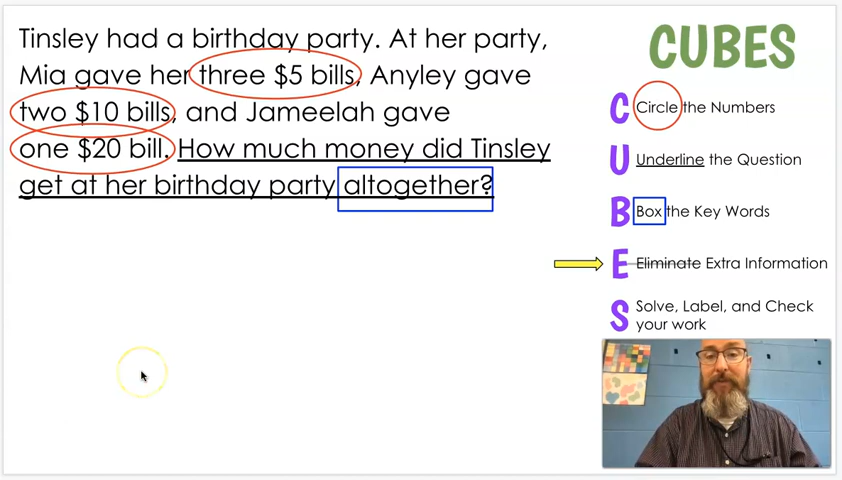 Tinsley had a birthday party. At her party,
Mia gave her three $5 bills, Anyley gave
two $10 bills, and Jameelah gave
one $20 bill. How much money did Tinsley
get at her birthday party altogether?
CUBES
C Circle the Numbers
U Underline the Question
B Box the Key Words
E Eliminate Extra Information
S Solve, Label, and Check
your work